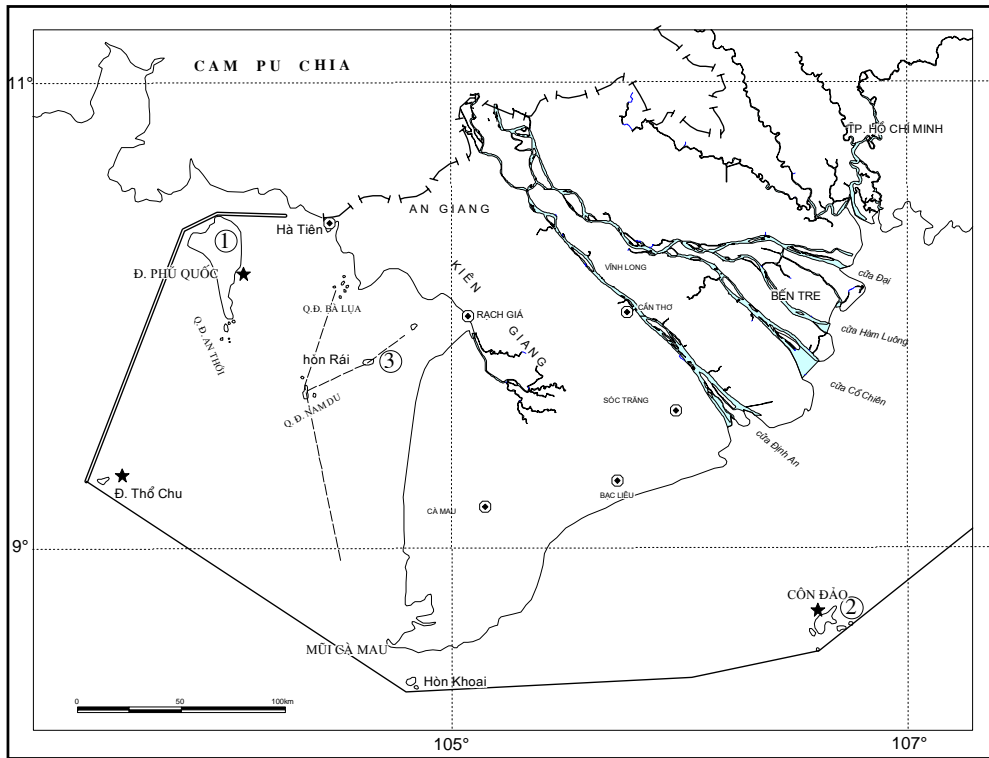 CAM PU CHIA
11°
TP. HỒ CHÍ MINH
AN GIANG
Hà Tiên
1
Đ. PHÚ QUỐC
KIÊN
GIANG
VĨNH LONG
cửa Đại
Q.Đ. BÀ LỤA
BẾN TRE
Q.Đ. AN THỚI
RẠCH GIÁ
CẦN THƠ
cửa Hàm Luông
hòn Rái
3
cửa Cổ Chiên
Q. Đ. NAM DU
SÓC TRĂNG
cửa Định An
Đ. Thổ Chu
BẠC LIÊU
CÀ MAU
9°
CÔN ĐẢO
2
MŨI CÀ MAU
Hòn Khoai
0 50 100km
105° 107°